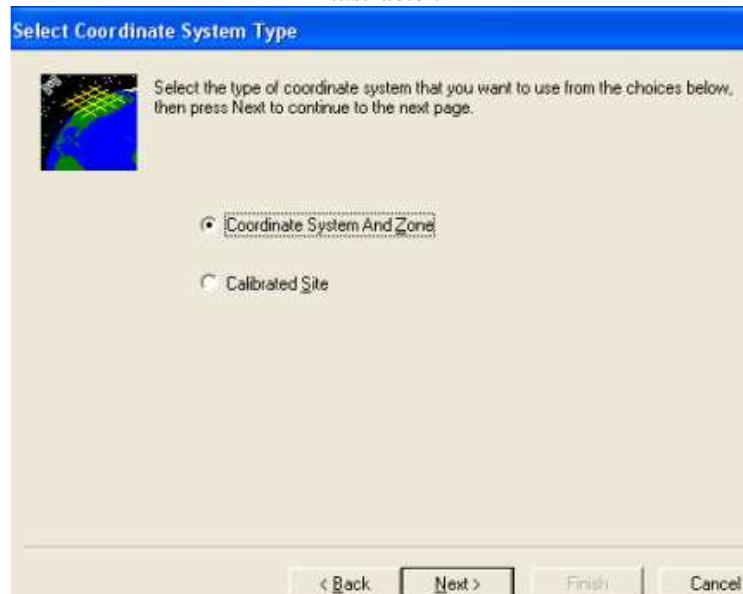 Select Coordinate System Type
Select the type of coordinate system that you want to use from the choices below,
then press Next to continue to the next page.
Coordinate System And Zone
Calibrated Site
< Back Next > Finish Cancel